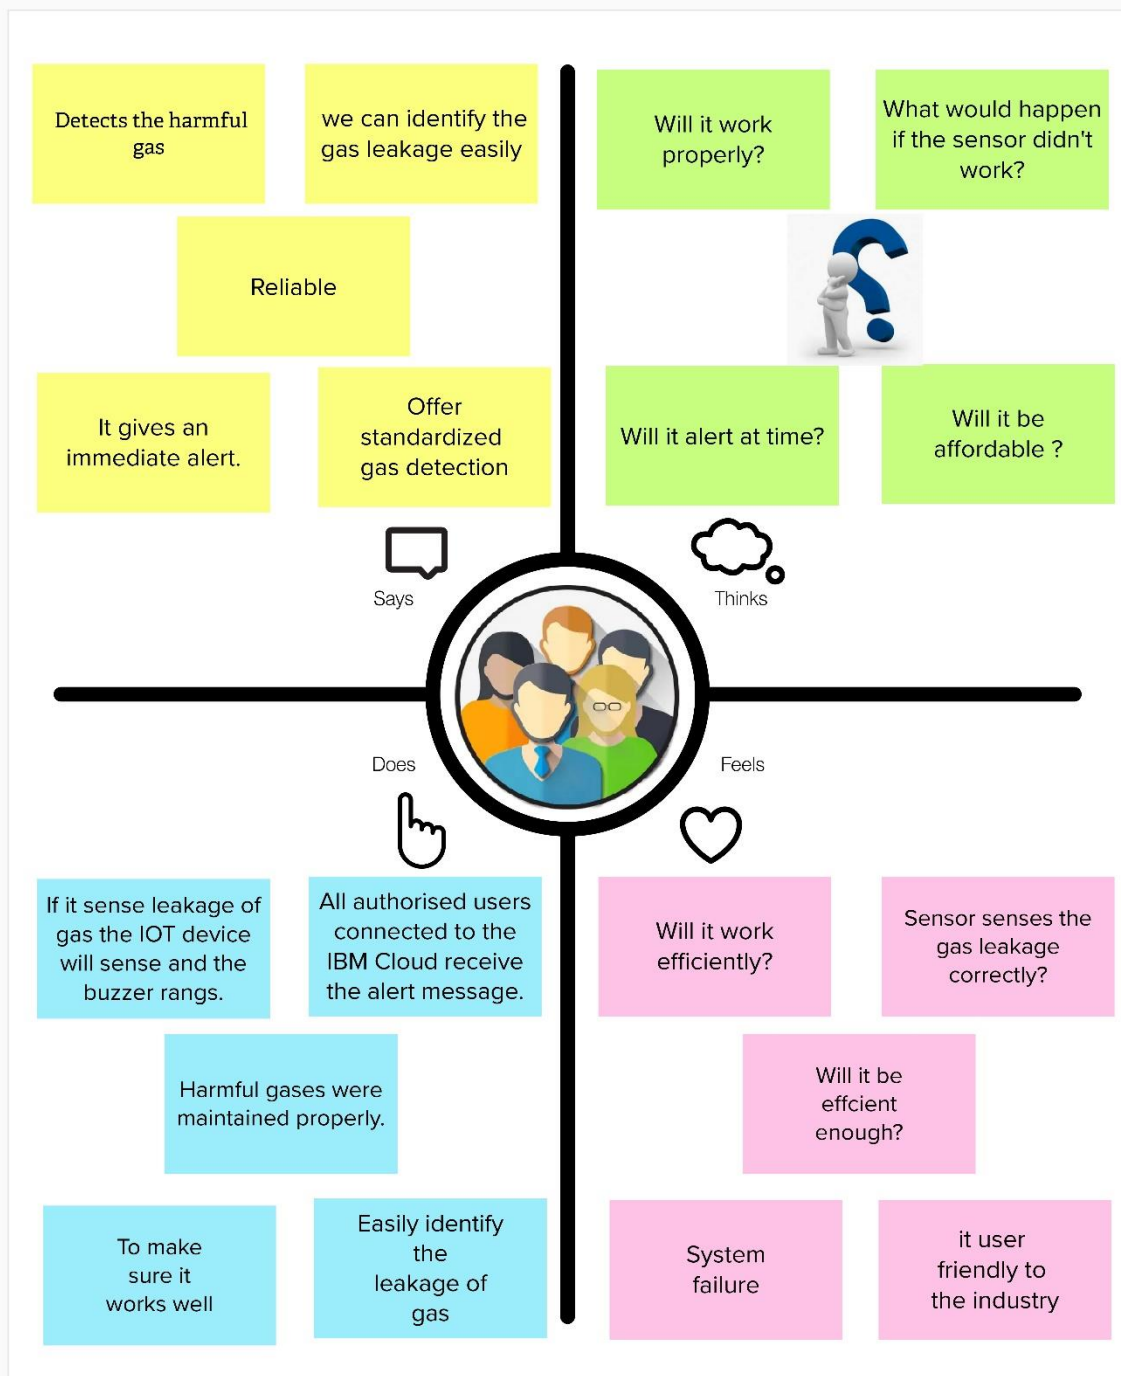 Detects the harmful
gas
we can identify the
gas leakage easily
Reliable
It gives an
immediate alert.
Offer
standardized
gas detection
Says
Will it work
properly?
What would happen
if the sensor didn't
work?
Will it alert at time?
Will it be
affordable ?
Thinks
Does
If it sense leakage of
gas the IOT device
will sense and the
buzzer rangs.
All authorised users
connected to the
IBM Cloud receive
the alert message.
Harmful gases were
maintained properly.
To make
sure it
works well
Easily identify
the
leakage of
gas
Feels
Will it work
efficiently?
Sensor senses the
gas leakage
correctly?
Will it be
effcient
enough?
System
failure
it user
friendly to
the industry